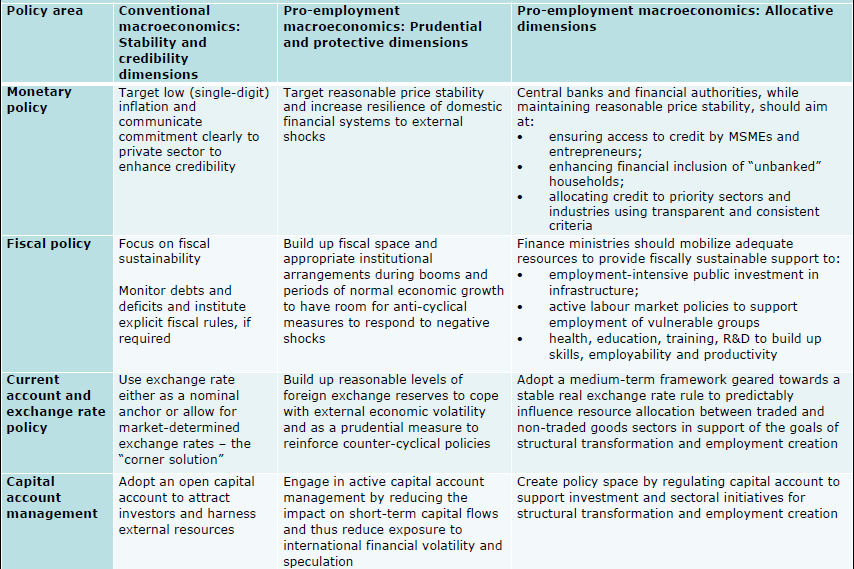 Policy area
Conventional
macroeconomics:
Stability and
credibility
dimensions
Pro-employment
macroeconomics: Prudential
and protective dimensions
Pro-employment macroeconomics: Allocative
dimensions
Monetary
policy
Target low (single-digit)
inflation and
communicate
commitment clearly to
private sector to
enhance credibility
Target reasonable price stability
and increase resilience of domestic
financial systems to external
shocks
Central banks and financial authorities, while
maintaining reasonable price stability, should aim
at:
• ensuring access to credit by MSMEs and
entrepreneurs;
• enhancing financial inclusion of “unbanked”
households;
• allocating credit to priority sectors and
industries using transparent and consistent
criteria
Fiscal policy
Focus on fiscal
sustainability
Monitor debts and
deficits and institute
explicit fiscal rules, if
required
Build up fiscal space and
appropriate institutional
arrangements during booms and
periods of normal economic growth
to have room for anti-cyclical
measures to respond to negative
shocks
Finance ministries should mobilize adequate
resources to provide fiscally sustainable support to:
• employment-intensive public investment in
infrastructure;
• active labour market policies to support
employment of vulnerable groups
• health, education, training, R&D to build up
skills, employability and productivity
Current
account and
exchange rate
policy
Use exchange rate
either as a nominal
anchor or allow for
market-determined
exchange rates – the
“corner solution”
Build up reasonable levels of
foreign exchange reserves to cope
with external economic volatility
and as a prudential measure to
reinforce counter-cyclical policies
Adopt a medium-term framework geared towards a
stable real exchange rate rule to predictably
influence resource allocation between traded and
non-traded goods sectors in support of the goals of
structural transformation and employment creation
Capital
account
management
Adopt an open capital
account to attract
investors and harness
external resources
Engage in active capital account
management by reducing the
impact on short-term capital flows
and thus reduce exposure to
international financial volatility and
speculation
Create policy space by regulating capital account to
support investment and sectoral initiatives for
structural transformation and employment creation